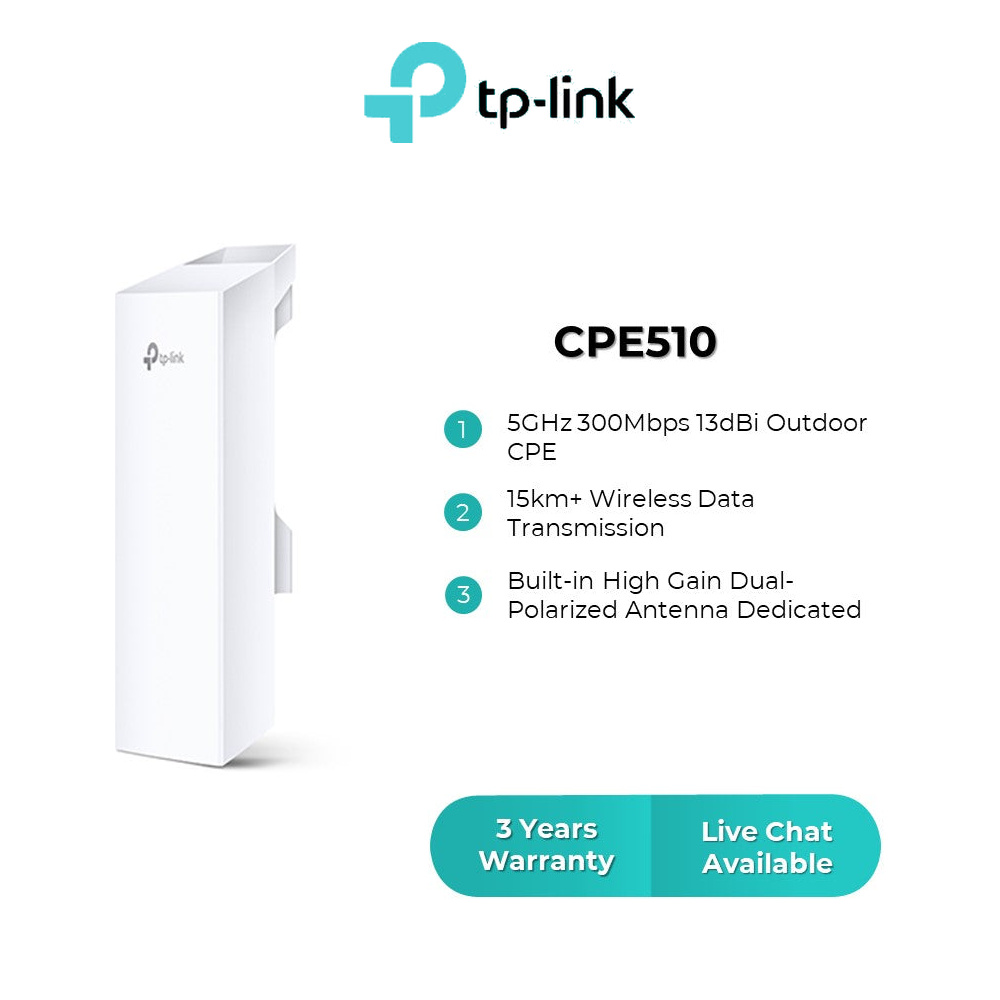 tp-link
tp-link
CPE510
1 5GHz 300Mbps 13dBi Outdoor
CPE
2 15km+ Wireless Data
Transmission
3 Built-in High Gain Dual-
Polarized Antenna Dedicated
3 Years
Warranty
Live Chat
Available